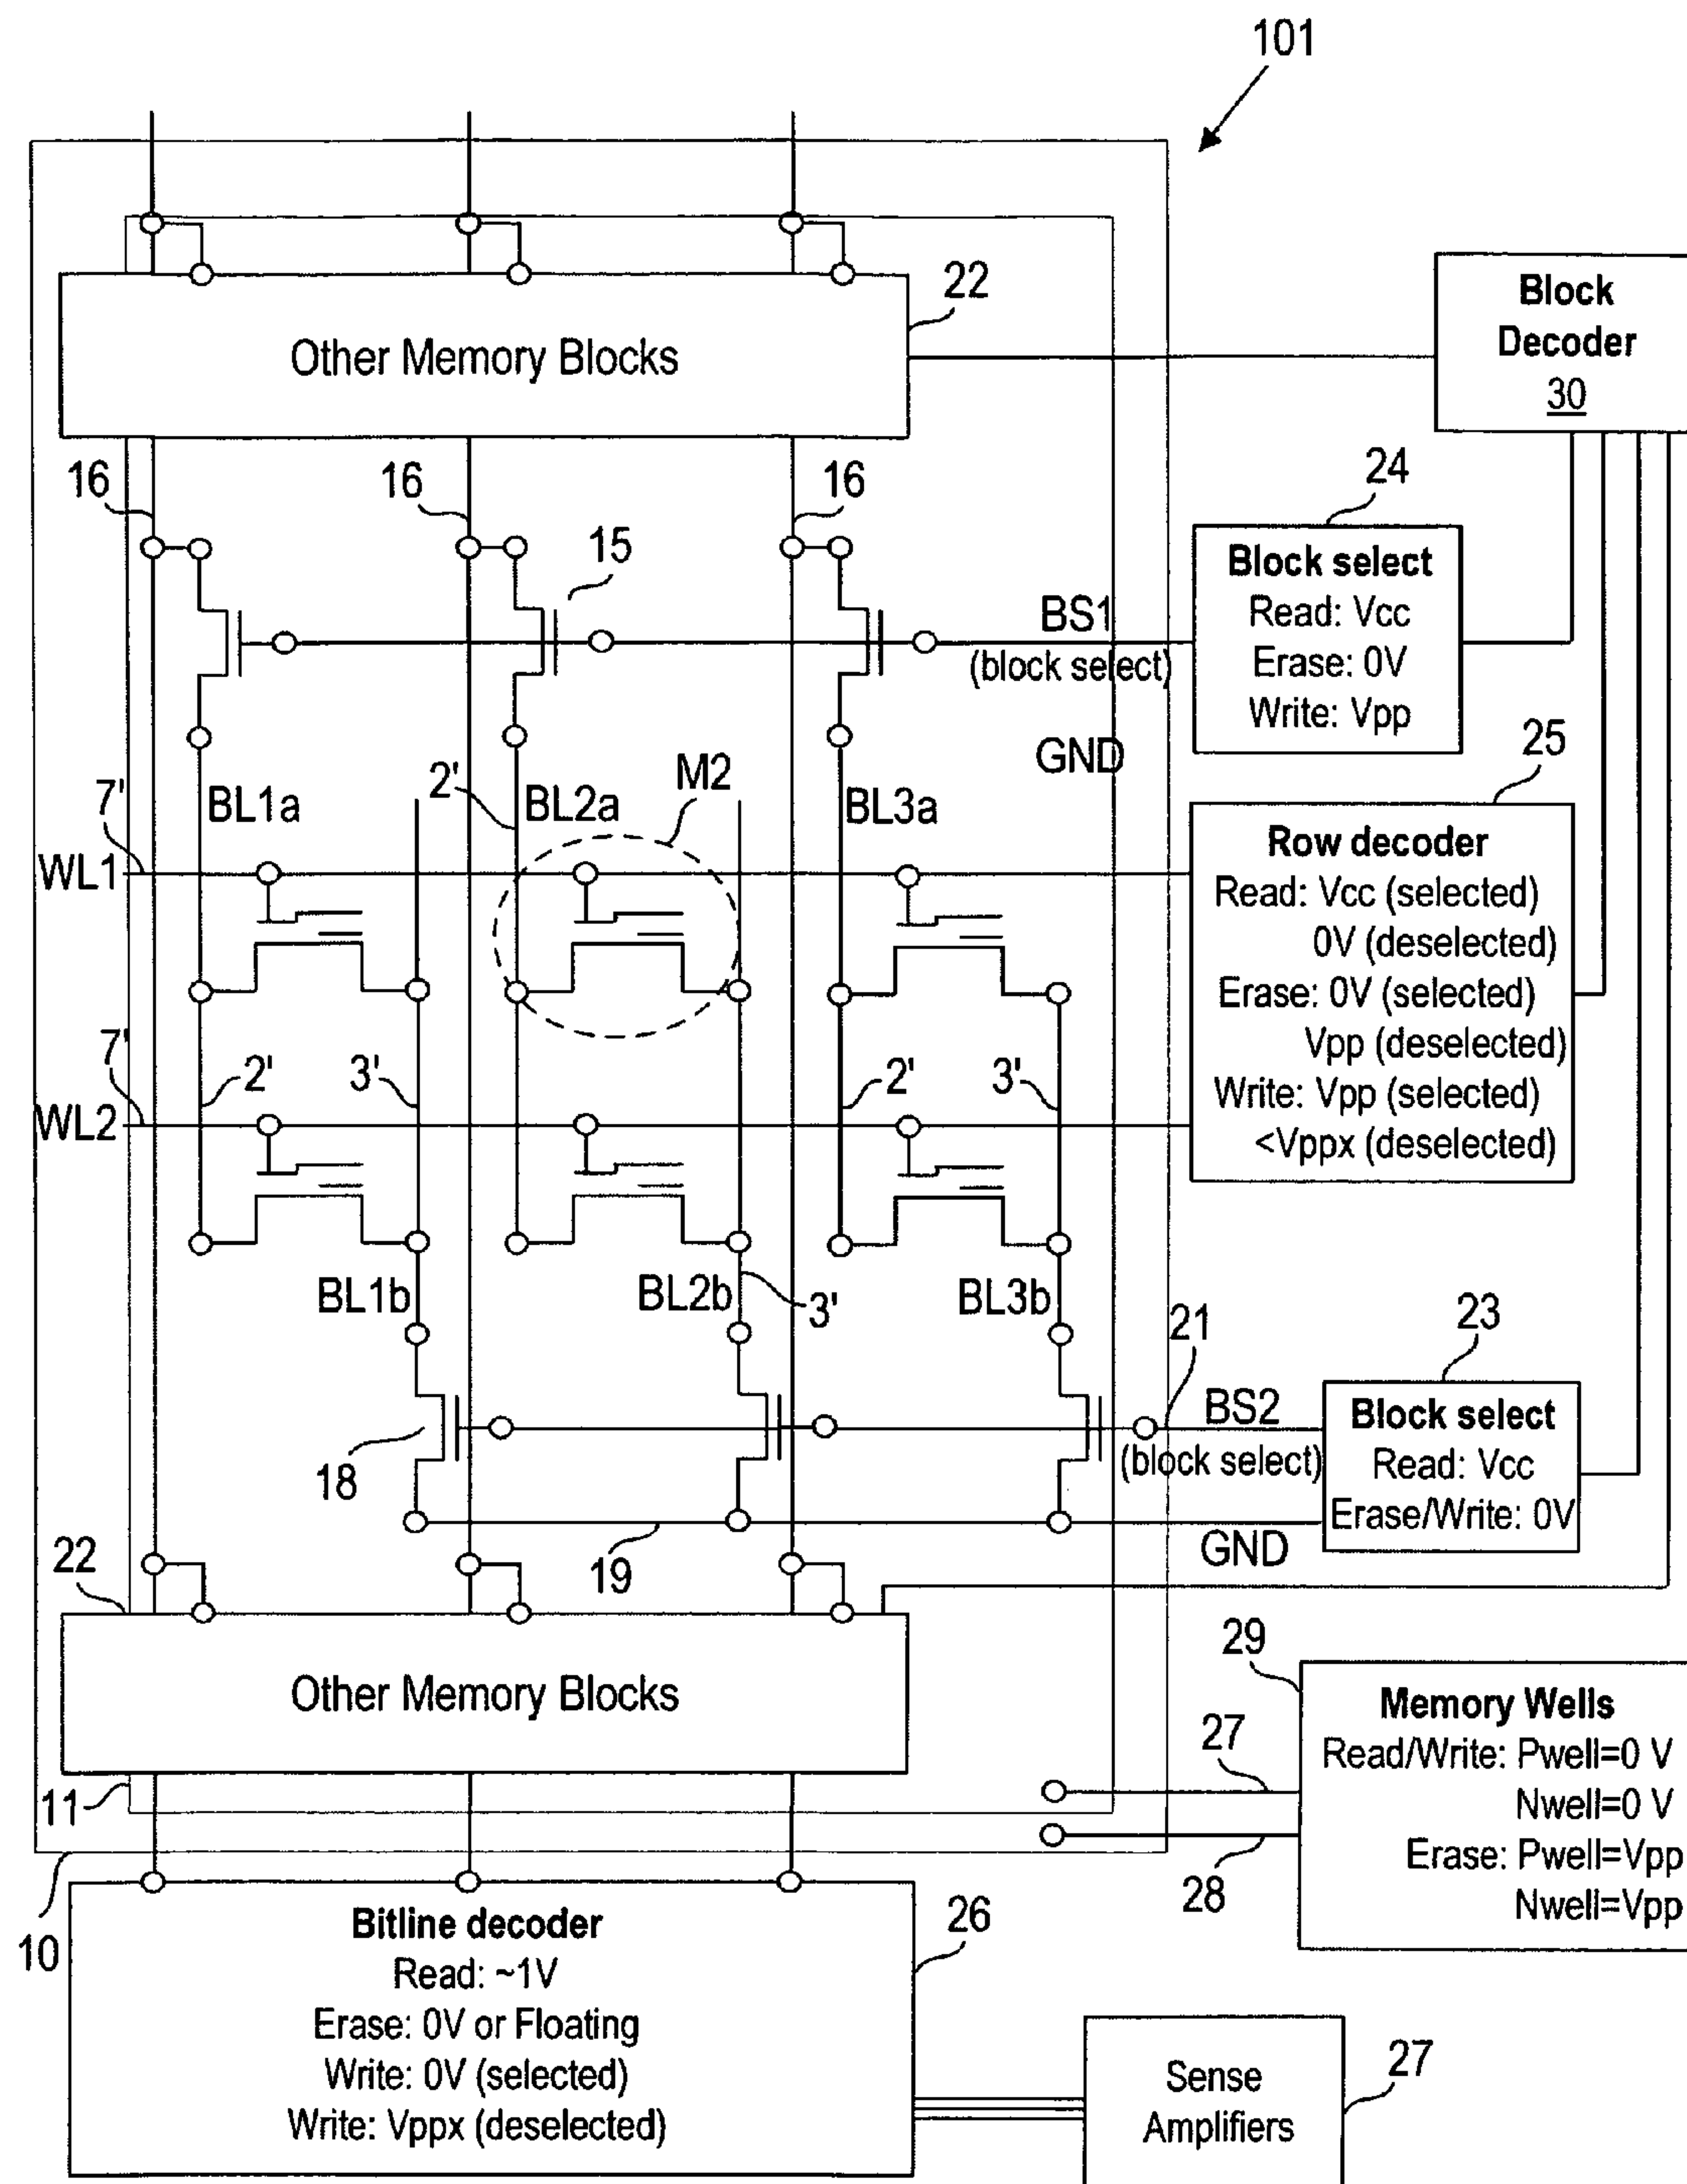 101
22
Other Memory Blocks
Block
Decoder
30
16
16
16
24
15
Block select
Read: Vcc
Erase: 0V
Write: Vpp
BS1
(block select)
GND
25
M2
7'
2'
BL1a
BL2a
BL3a
WL1
Row decoder
Read: Vcc (selected)
0V (deselected)
Erase: 0V (selected)
Vpp (deselected)
Write: Vpp (selected)
<Vppx (deselected)
7'
2'
3'
2'
3'
WL2
BL1b
BL2b
3'
BL3b
21
23
18
BS2
(block select)
Block select
Read: Vcc
Erase/Write: 0V
GND
22
19
Other Memory Blocks
29
Memory Wells
Read/Write: Pwell=0 V
Nwell=0 V
Erase: Pwell=Vpp
Nwell=Vpp
27
28
11
10
Bitline decoder
Read: ~1V
Erase: 0V or Floating
Write: 0V (selected)
Write: Vppx (deselected)
26
Sense
Amplifiers
27